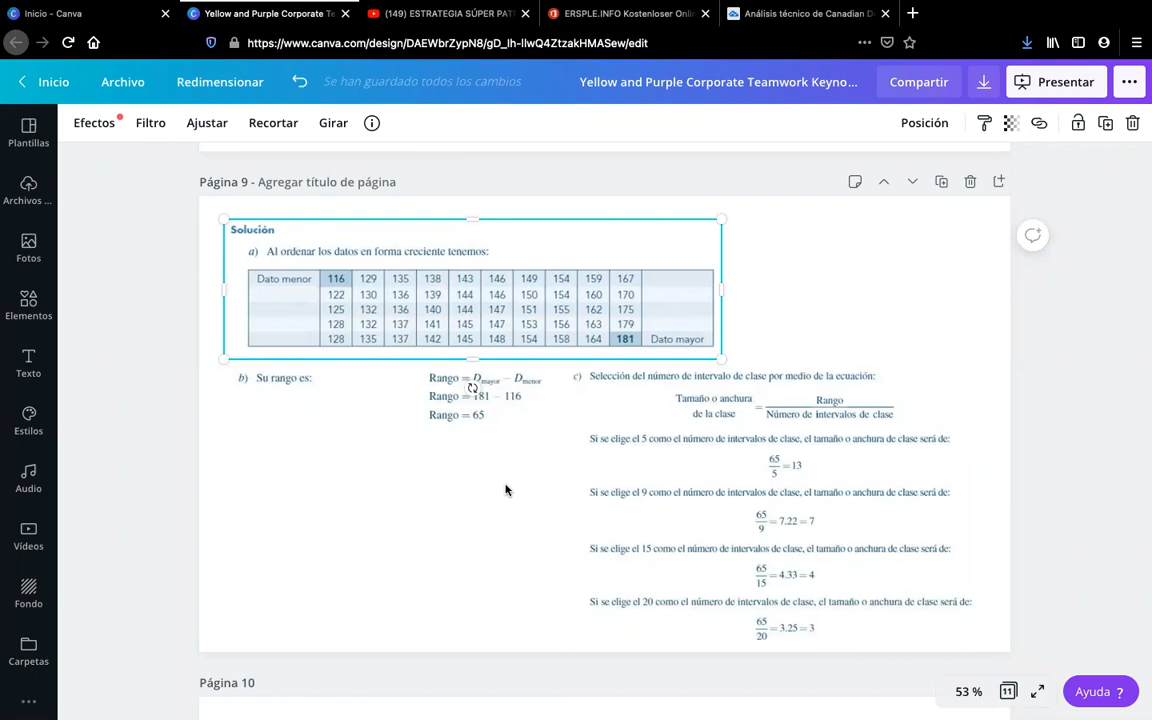 Inicio - Canva
Yellow and Purple Corporate Te
(149) ESTRATEGIA SÚPER PAT
ERSPLE.INFO Kostenloser Onlin
Análisis técnico de Canadian D
https://www.canva.com/design/DAEWbrZypN8/gD_lh-llwQ4ZtzakHMASew/edit
Inicio
Archivo
Redimensionar
Se han guardado todos los cambios
Yellow and Purple Corporate Teamwork Keyno...
Compartir
Presentar
Efectos
Filtro
Ajustar
Recortar
Girar
Posición
Plantillas
Archivos ...
Fotos
Elementos
Texto
Estilos
Audio
Vídeos
Fondo
Carpetas
Página 9 - Agregar título de página
Solución
a) Al ordenar los datos en forma creciente tenemos:
Dato menor 116 129 135 138 143 146 149 154 159 167
122 130 136 139 144 146 150 154 160 170
125 132 136 140 144 147 151 155 162 175
128 132 137 141 145 147 153 156 163 179
128 135 137 142 145 148 154 158 164 181 Dato mayor
b) Su rango es:
Rango = Dmayor − Dmenor
Rango = 181 − 116
Rango = 65
c) Selección del número de intervalo de clase por medio de la ecuación:
Tamaño o anchura de la clase = Rango / Número de intervalos de clase
Si se elige el 5 como el número de intervalos de clase, el tamaño o anchura de clase será de:
65/5 = 13
Si se elige el 9 como el número de intervalos de clase, el tamaño o anchura de clase será de:
65/9 = 7.22 = 7
Si se elige el 15 como el número de intervalos de clase, el tamaño o anchura de clase será de:
65/15 = 4.33 = 4
Si se elige el 20 como el número de intervalos de clase, el tamaño o anchura de clase será de:
65/20 = 3.25 = 3
Página 10
53 %
11
Ayuda ?